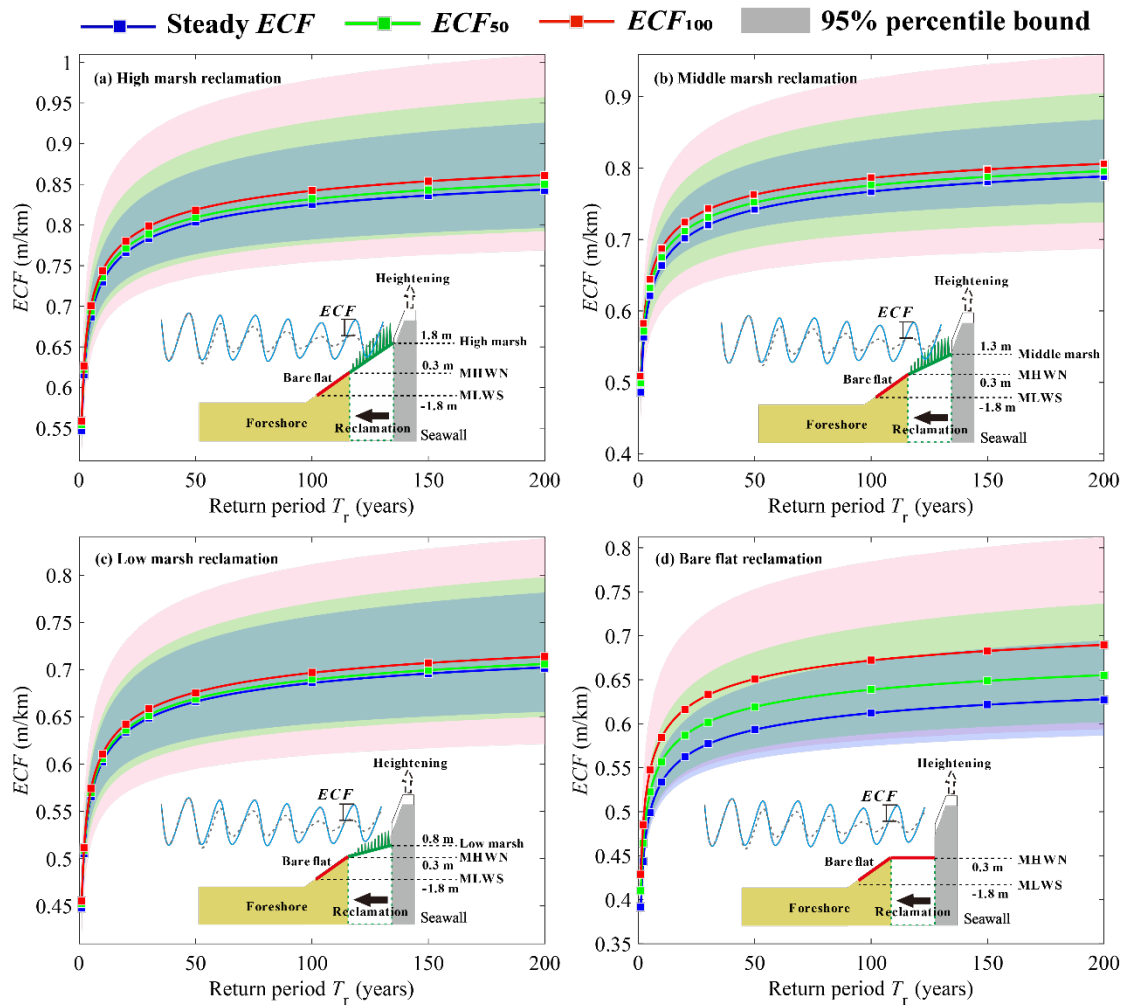 Steady ECF ECF50 ECF100 95% percentile bound
(a) High marsh reclamation
1
0.95
0.9
0.85
0.8
0.75
0.7
0.65
0.6
0.55
ECF (m/km)
Heightening
ECF
1.8 m
High marsh
0.3 m
MHWN
Bare flat
MLWS
-1.8 m
Foreshore
Reclamation
Seawall
0 50 100 150 200
Return period Tr (years)
(b) Middle marsh reclamation
0.9
0.8
0.7
0.6
0.5
0.4
ECF (m/km)
Heightening
ECF
1.3 m
Middle marsh
MHWN
Bare flat
0.3 m
MLWS
-1.8 m
Foreshore
Reclamation
Seawall
0 50 100 150 200
Return period Tr (years)
(c) Low marsh reclamation
0.8
0.75
0.7
0.65
0.6
0.55
0.5
0.45
ECF (m/km)
Heightening
ECF
0.8 m
Low marsh
MHWN
Bare flat
0.3 m
MLWS
-1.8 m
Foreshore
Reclamation
Seawall
0 50 100 150 200
Return period Tr (years)
(d) Bare flat reclamation
0.8
0.75
0.7
0.65
0.6
0.55
0.5
0.45
0.4
0.35
ECF (m/km)
Heightening
ECF
Bare flat
MHWN
0.3 m
MLWS
-1.8 m
Foreshore
Reclamation
Seawall
0 50 100 150 200
Return period Tr (years)